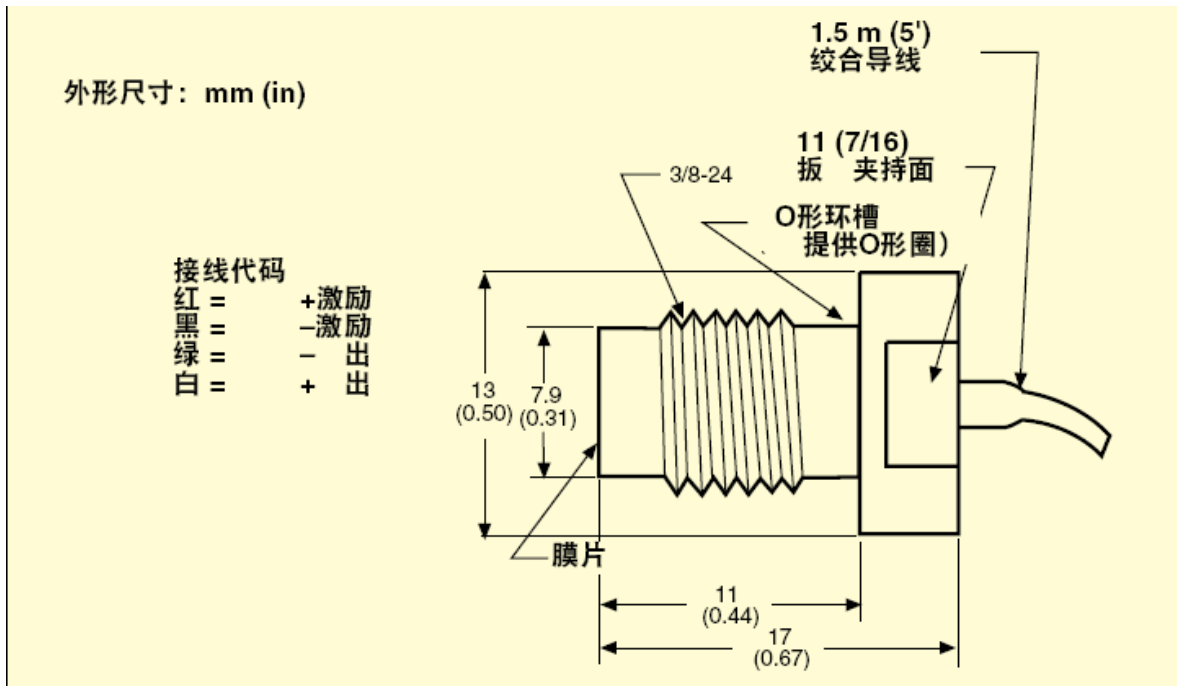 1.5 m (5')
绞合导线
外形尺寸：mm (in)
11 (7/16)
扳 夹持面
3/8-24
O形环槽
提供O形圈）
接线代码
红 = +激励
黑 = −激励
绿 = − 出
白 = + 出
13
(0.50)
7.9
(0.31)
膜片
11
(0.44)
17
(0.67)